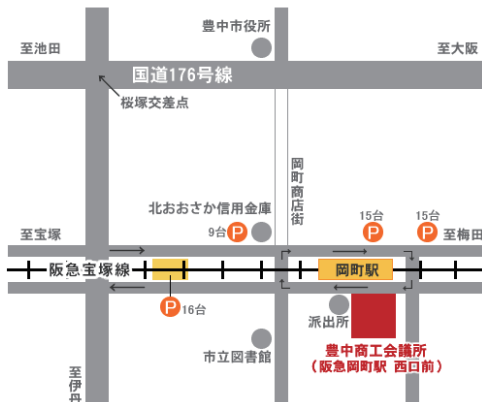 豊中市役所
至池田
至大阪
国道176号線
桜塚交差点
岡町商店街
北おおさか信用金庫
9台
P
15台
P
15台
P
至宝塚
至梅田
阪急宝塚線
岡町駅
P
16台
派出所
市立図書館
豊中商工会議所
(阪急岡町駅 西口前)
至伊丹